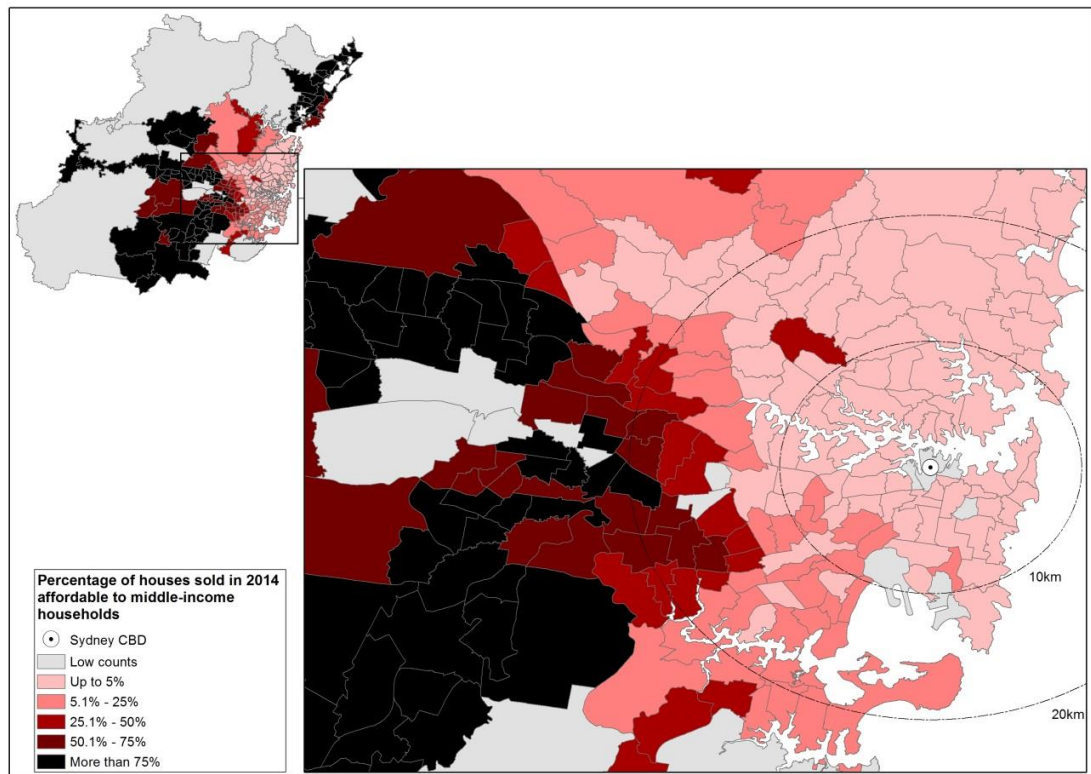 Percentage of houses sold in 2014
affordable to middle-income
households
Sydney CBD
Low counts
Up to 5%
5.1% - 25%
25.1% - 50%
50.1% - 75%
More than 75%
10km
20km